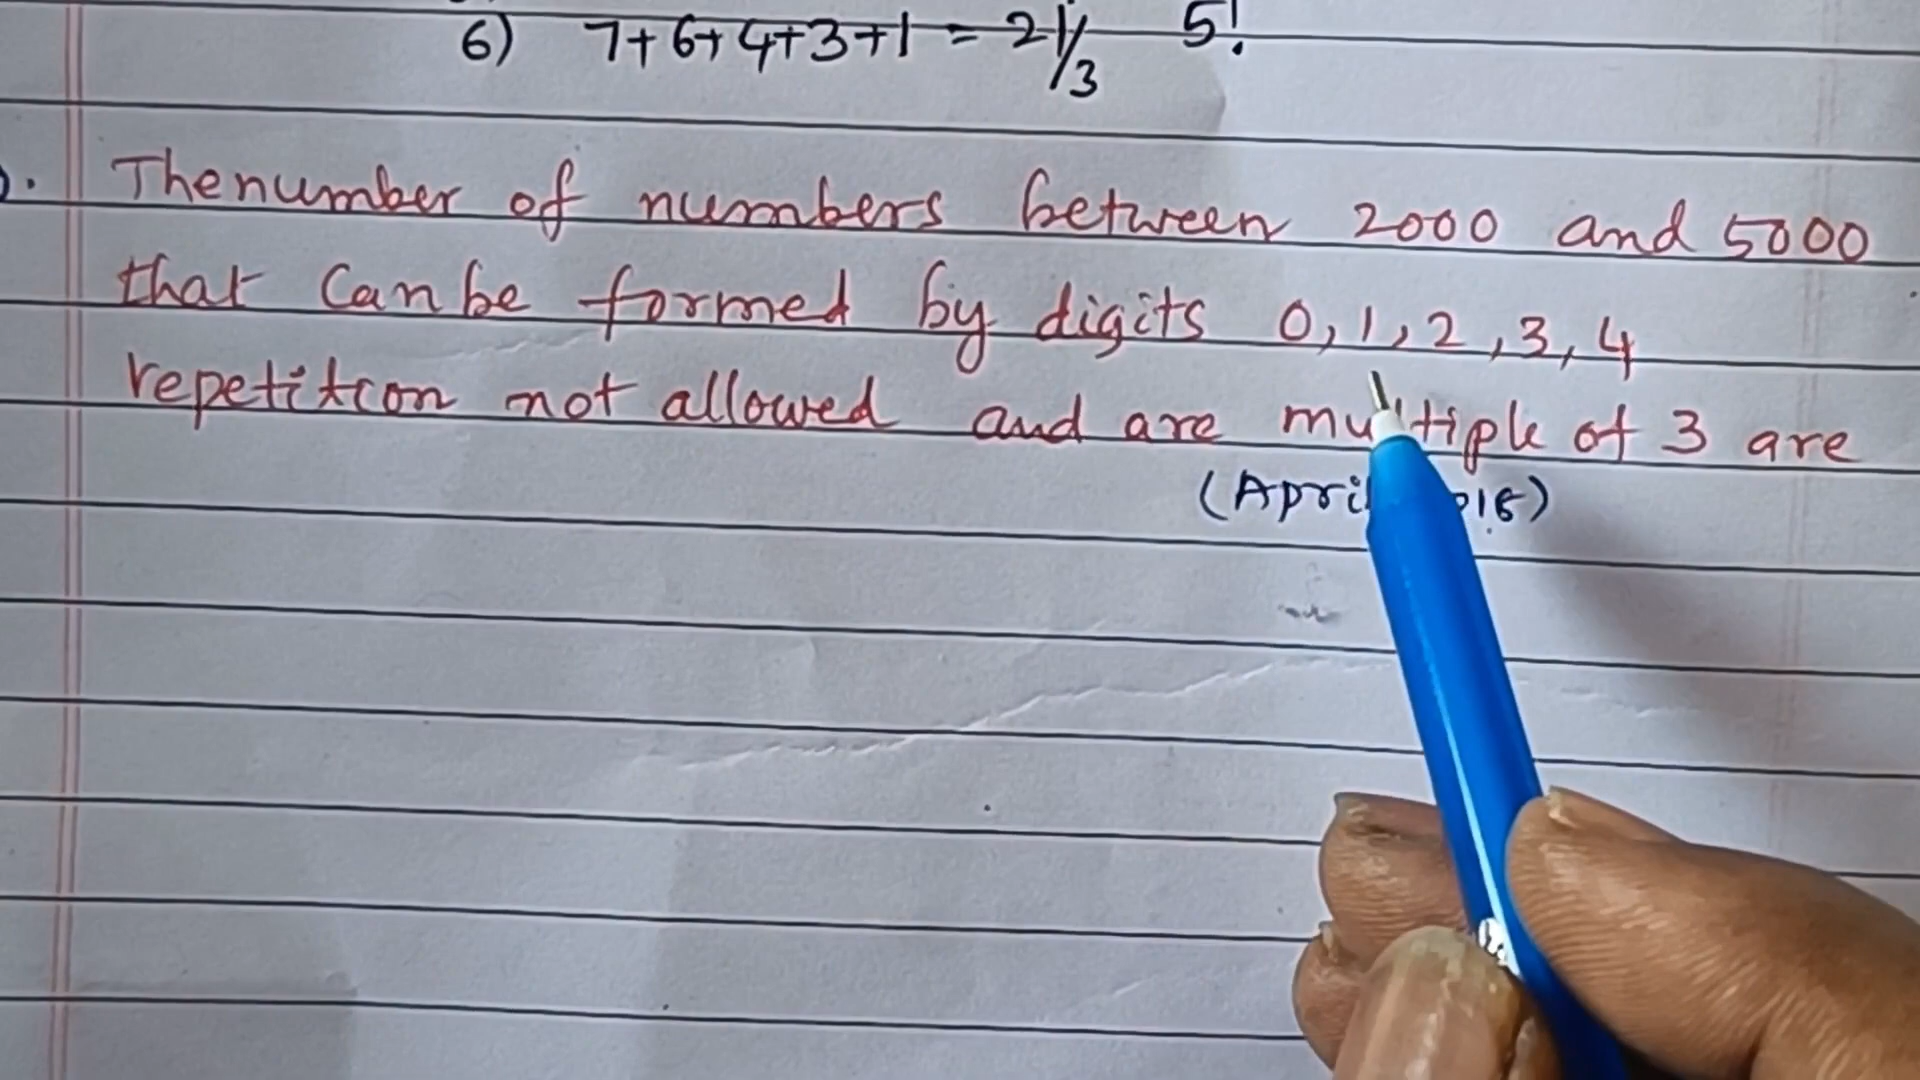 6) 7+6+4+3+1 = 21/3 5!
The number of numbers between 2000 and 5000
that can be formed by digits 0,1,2,3,4
repetition not allowed and are multiple of 3 are